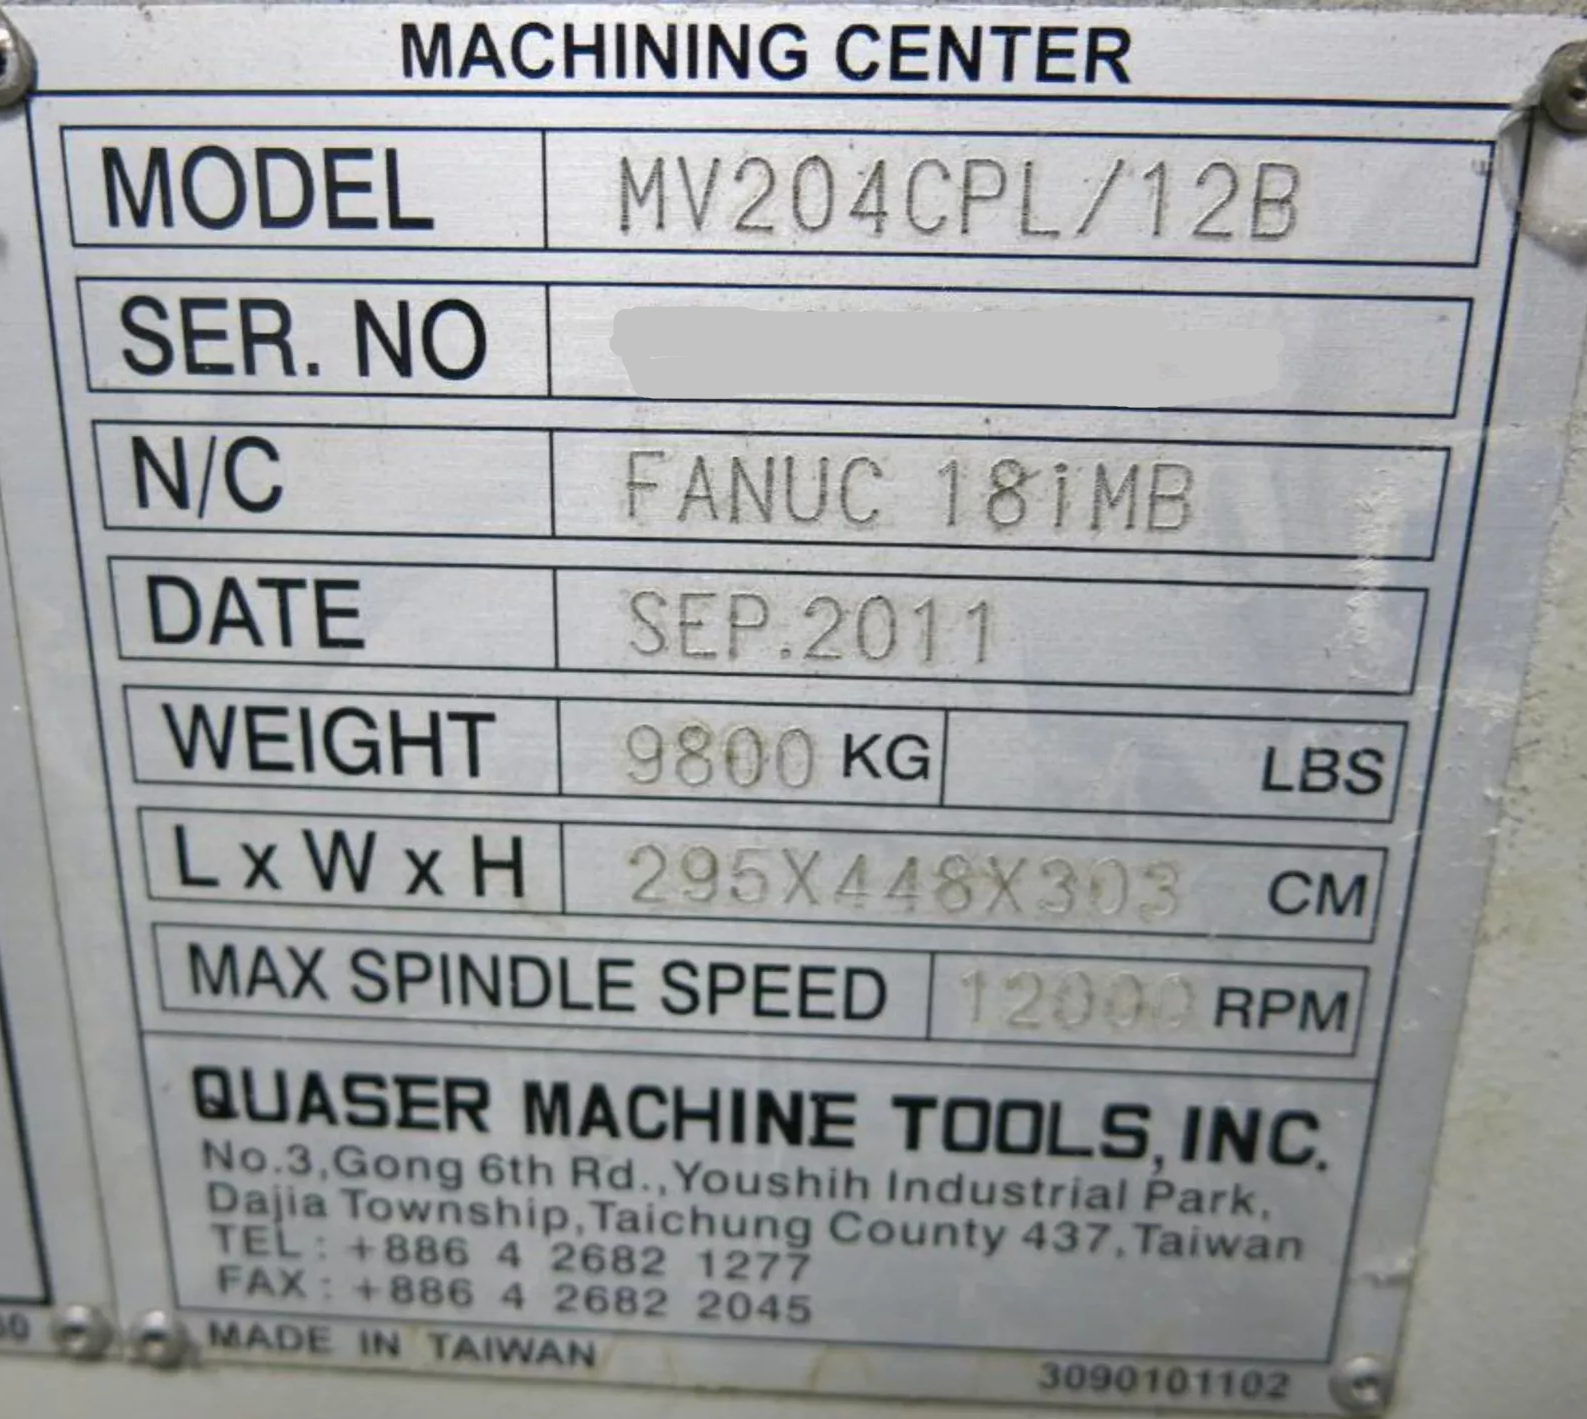 MACHINING CENTER
MODEL MV204CPL/12B
SER. NO
N/C FANUC 18iMB
DATE SEP.2011
WEIGHT 9800 KG LBS
L x W x H 295X448X303 CM
MAX SPINDLE SPEED 12000 RPM
QUASER MACHINE TOOLS, INC.
No.3,Gong 6th Rd.,Youshih Industrial Park,
Dajia Township,Taichung County 437,Taiwan
TEL : +886 4 2682 1277
FAX : +886 4 2682 2045
MADE IN TAIWAN
3090101102